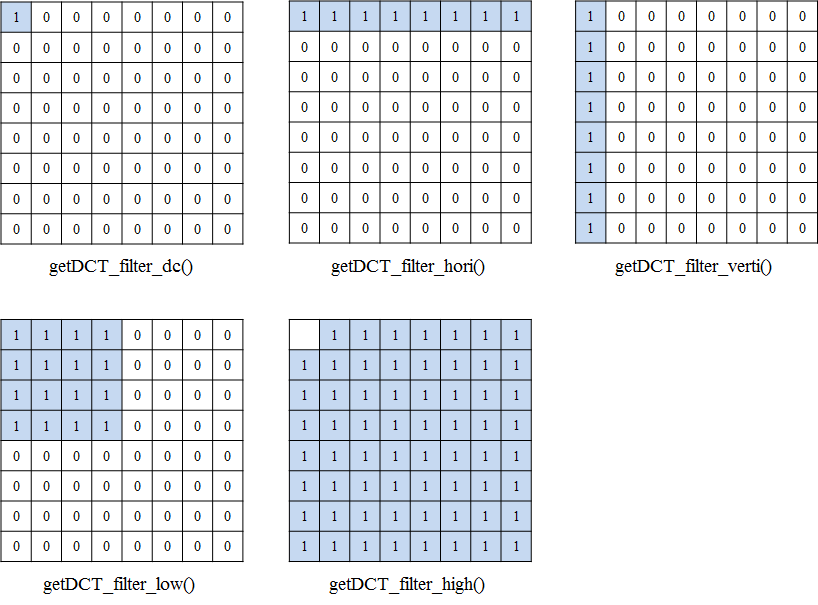 1 0 0 0 0 0 0 0 1 1 1 1 1 1 1 1 1 0 0 0 0 0 0 0
0 0 0 0 0 0 0 0 0 0 0 0 0 0 0 0 1 0 0 0 0 0 0 0
0 0 0 0 0 0 0 0 0 0 0 0 0 0 0 0 1 0 0 0 0 0 0 0
0 0 0 0 0 0 0 0 0 0 0 0 0 0 0 0 1 0 0 0 0 0 0 0
0 0 0 0 0 0 0 0 0 0 0 0 0 0 0 0 1 0 0 0 0 0 0 0
0 0 0 0 0 0 0 0 0 0 0 0 0 0 0 0 1 0 0 0 0 0 0 0
0 0 0 0 0 0 0 0 0 0 0 0 0 0 0 0 1 0 0 0 0 0 0 0
0 0 0 0 0 0 0 0 0 0 0 0 0 0 0 0 1 0 0 0 0 0 0 0
getDCT_filter_dc() getDCT_filter_hori() getDCT_filter_verti()
1 1 1 1 0 0 0 0 1 1 1 1 1 1 1
1 1 1 1 0 0 0 0 1 1 1 1 1 1 1 1
1 1 1 1 0 0 0 0 1 1 1 1 1 1 1 1
1 1 1 1 0 0 0 0 1 1 1 1 1 1 1 1
0 0 0 0 0 0 0 0 1 1 1 1 1 1 1 1
0 0 0 0 0 0 0 0 1 1 1 1 1 1 1 1
0 0 0 0 0 0 0 0 1 1 1 1 1 1 1 1
0 0 0 0 0 0 0 0 1 1 1 1 1 1 1 1
getDCT_filter_low() getDCT_filter_high()